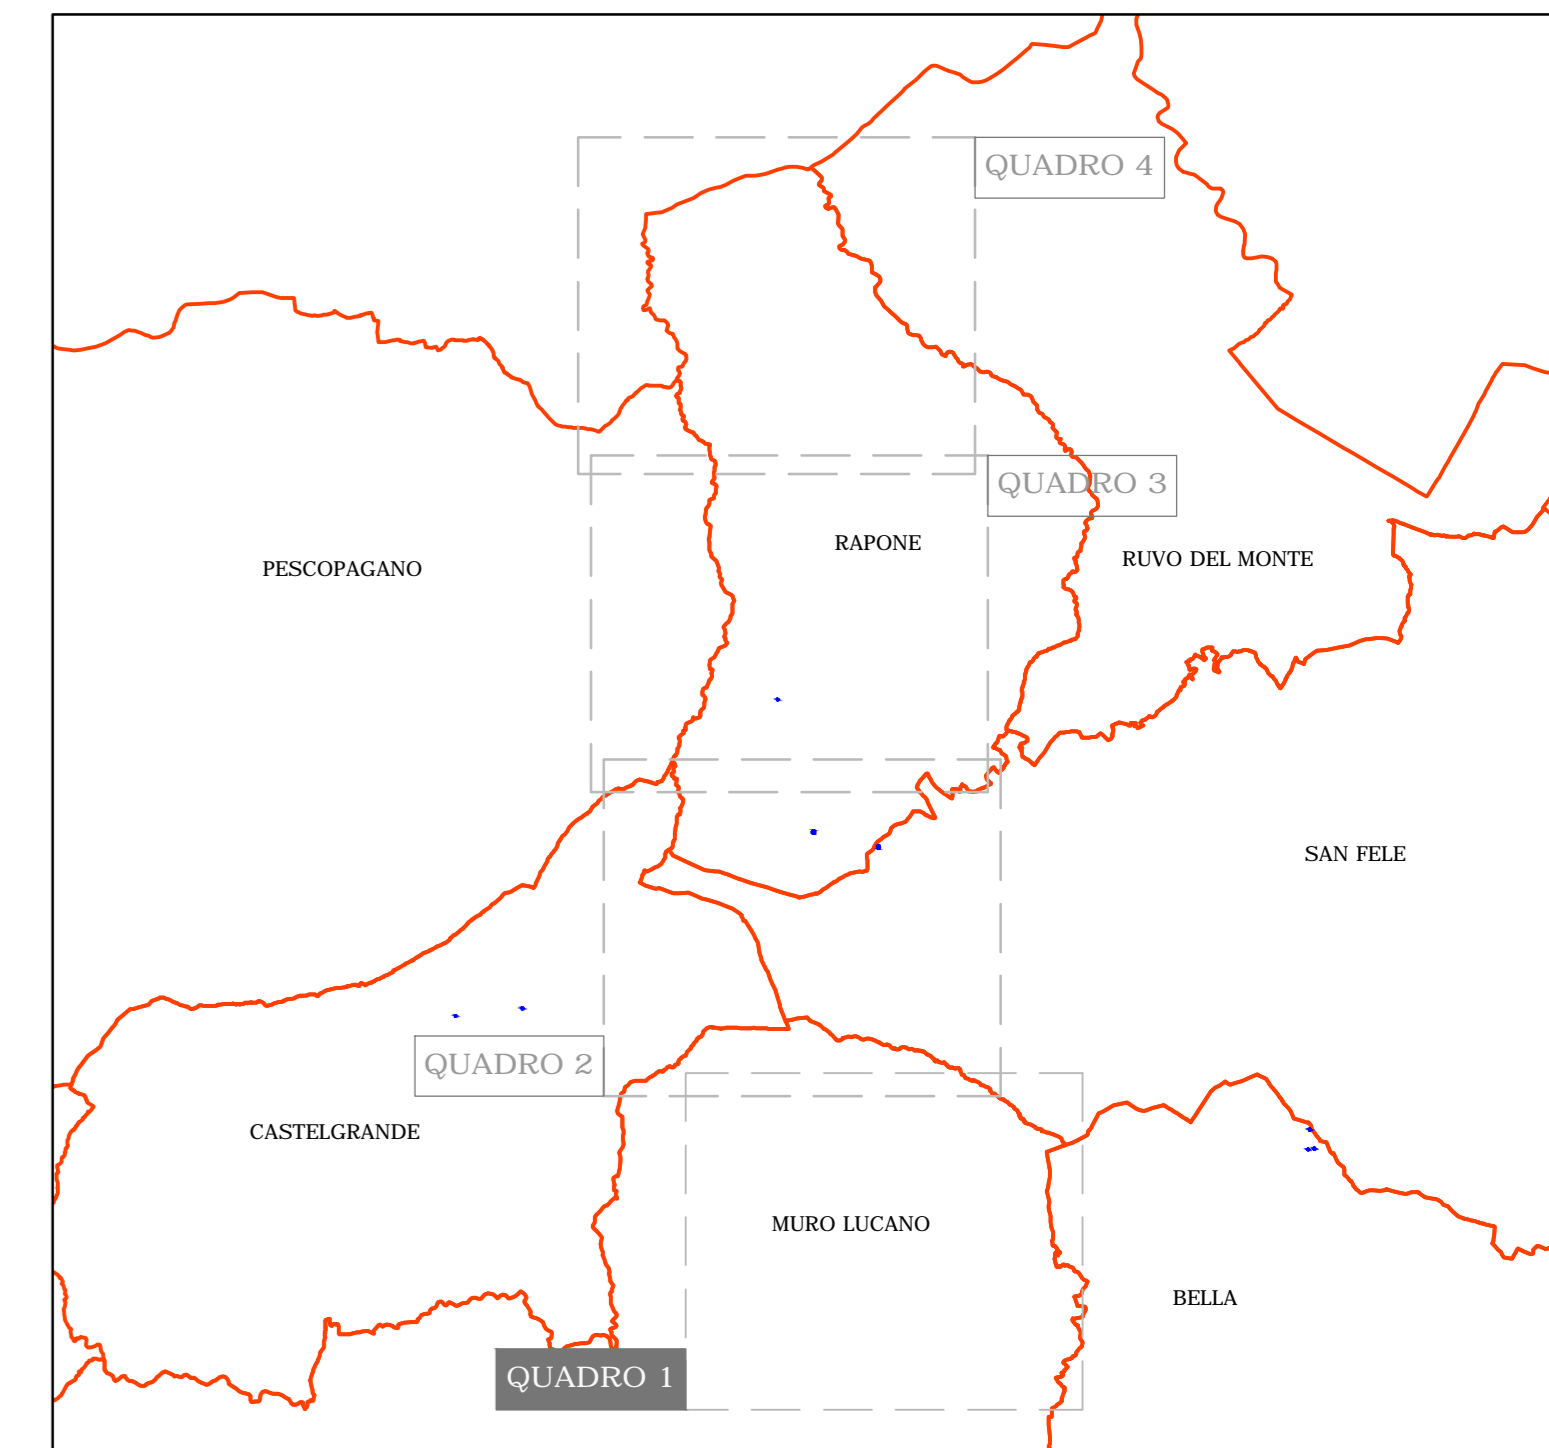 QUADRO 4
QUADRO 3
RAPONE
RUVO DEL MONTE
PESCOPAGANO
SAN FELE
QUADRO 2
CASTELGRANDE
MURO LUCANO
BELLA
QUADRO 1